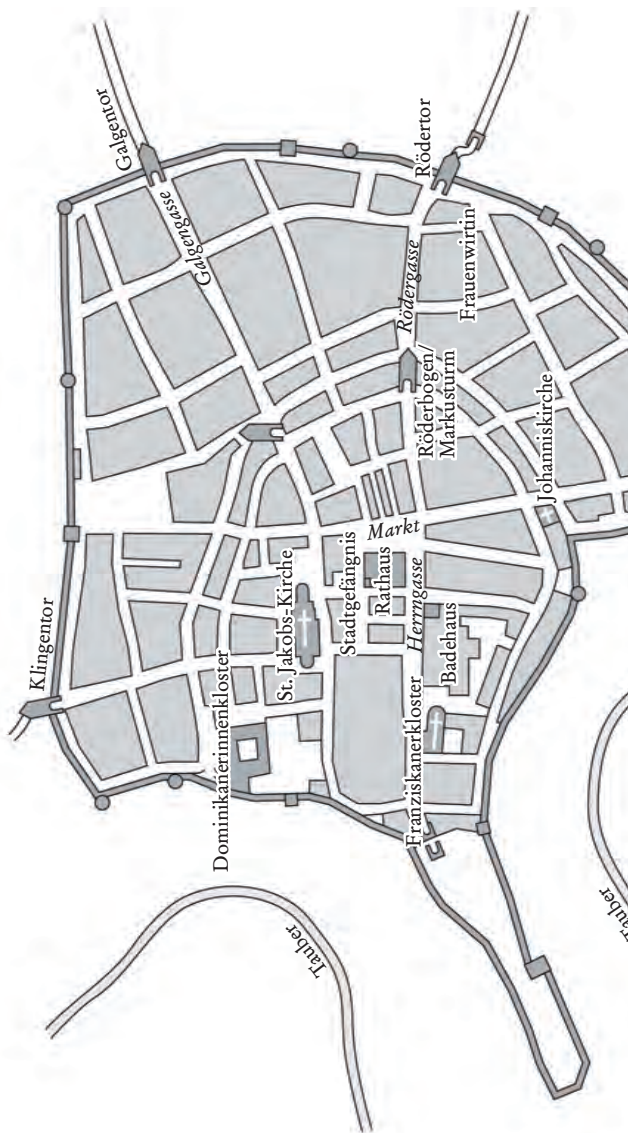 Galgentor
Galgengasse
Klingentor
Rödertor
Rödergasse
Frauenwirtin
Röderbogen/
Markusturm
Johanniskirche
Markt
St. Jakobs-Kirche
Stadtgefängnis
Rathaus
Herrngasse
Badehaus
Dominikanerinnenkloster
Franziskanerkloster
Tauber
Tauber